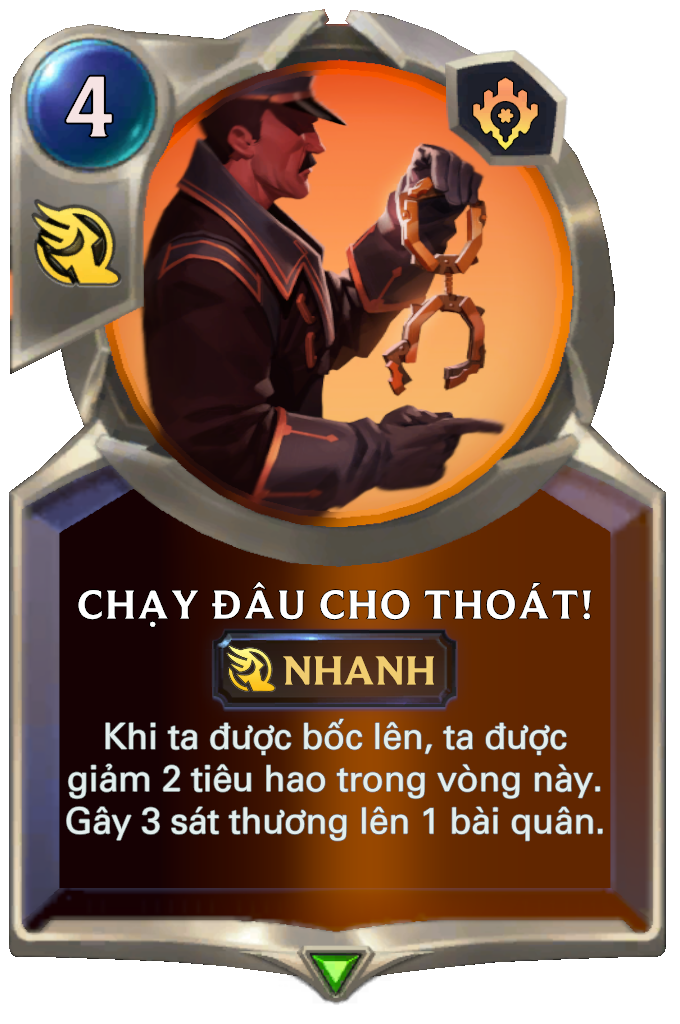 4
CHẠY ĐÂU CHO THOÁT!
NHANH
Khi ta được bốc lên, ta được
giảm 2 tiêu hao trong vòng này.
Gây 3 sát thương lên 1 bài quân.